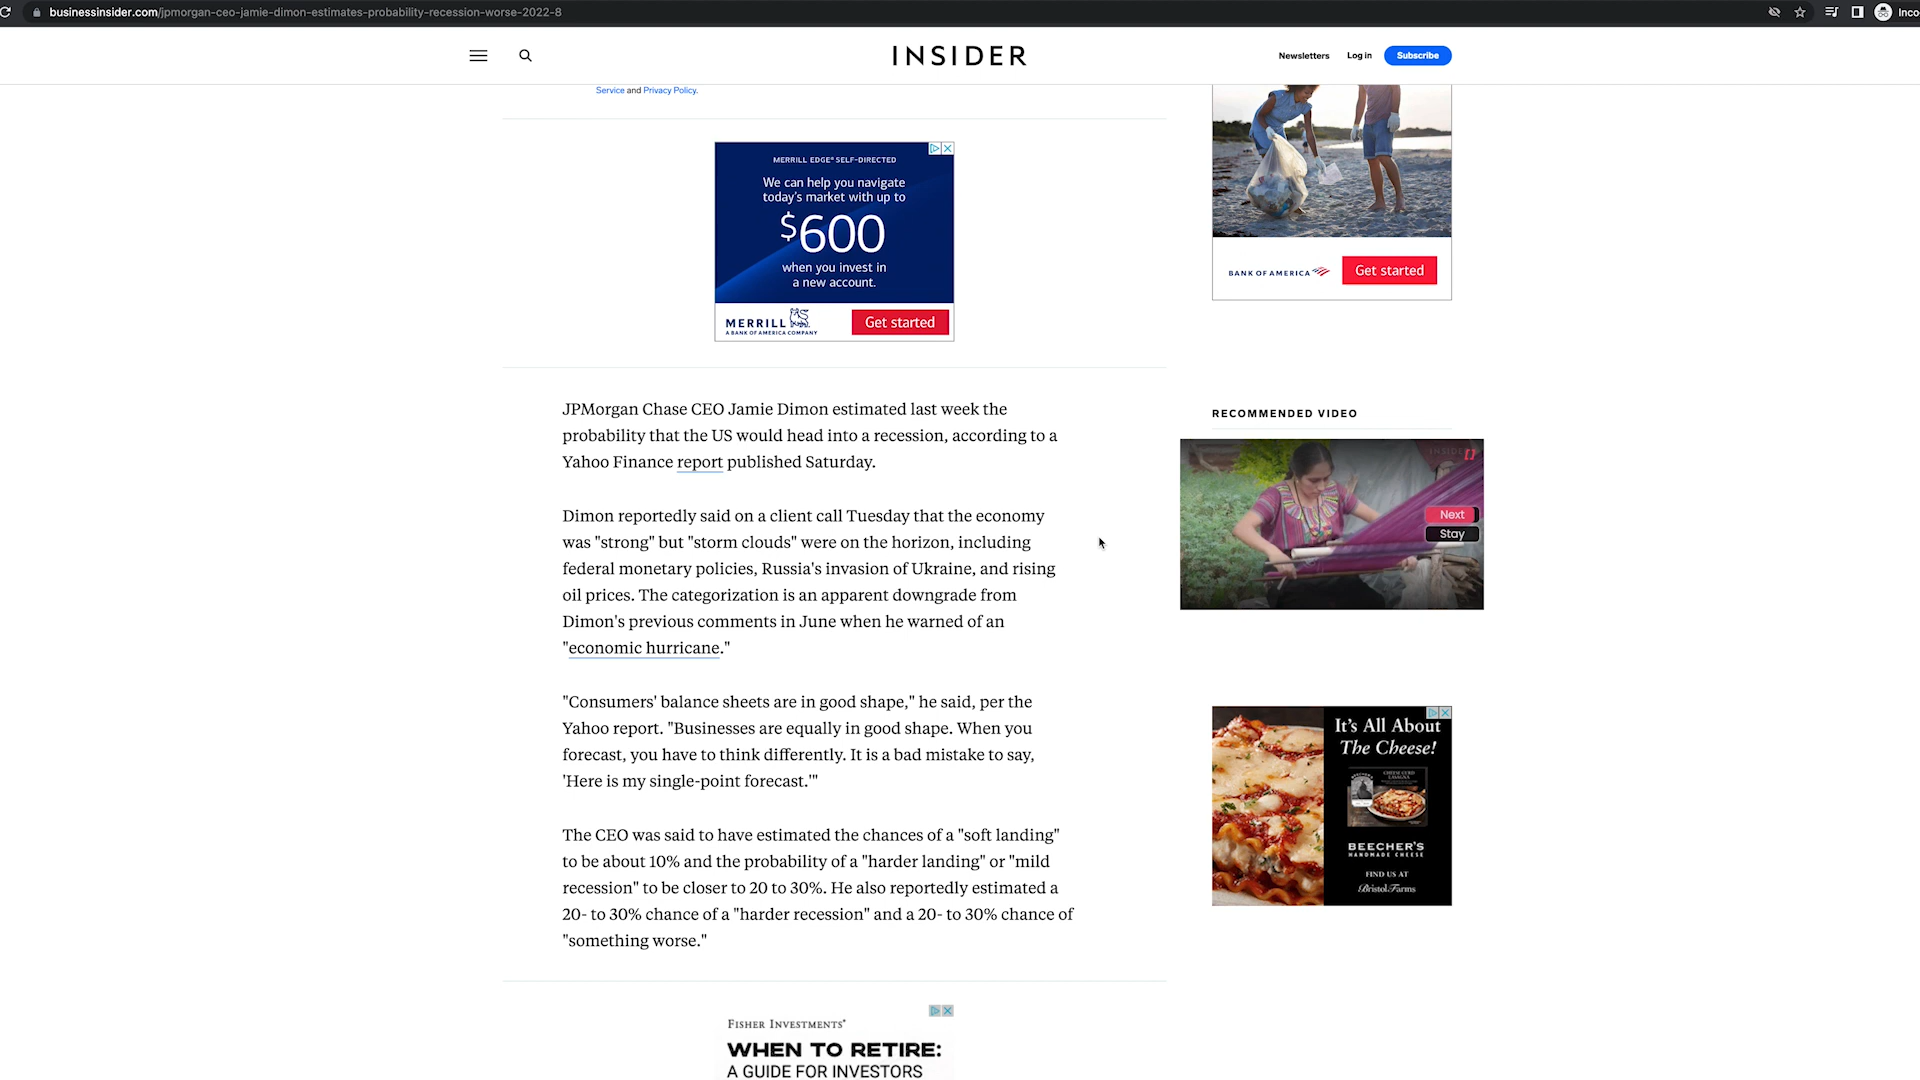 businessinsider.com/jpmorgan-ceo-jamie-dimon-estimates-probability-recession-worse-2022-8
Inco
INSIDER
Newsletters
Log in
Subscribe
Service and Privacy Policy.
MERRILL EDGE® SELF-DIRECTED
We can help you navigate
today's market with up to
$600
when you invest in
a new account.
MERRILL
A BANK OF AMERICA COMPANY
Get started
BANK OF AMERICA
Get started
JPMorgan Chase CEO Jamie Dimon estimated last week the
probability that the US would head into a recession, according to a
Yahoo Finance report published Saturday.
Dimon reportedly said on a client call Tuesday that the economy
was "strong" but "storm clouds" were on the horizon, including
federal monetary policies, Russia's invasion of Ukraine, and rising
oil prices. The categorization is an apparent downgrade from
Dimon's previous comments in June when he warned of an
"economic hurricane."
"Consumers' balance sheets are in good shape," he said, per the
Yahoo report. "Businesses are equally in good shape. When you
forecast, you have to think differently. It is a bad mistake to say,
'Here is my single-point forecast.'"
The CEO was said to have estimated the chances of a "soft landing"
to be about 10% and the probability of a "harder landing" or "mild
recession" to be closer to 20 to 30%. He also reportedly estimated a
20- to 30% chance of a "harder recession" and a 20- to 30% chance of
"something worse."
RECOMMENDED VIDEO
INSIDER
Next
Stay
It's All About
The Cheese!
CHEESE CURD
LASAGNA
BEECHER'S
HANDMADE CHEESE
FIND US AT
Bristol Farms
FISHER INVESTMENTS®
WHEN TO RETIRE:
A GUIDE FOR INVESTORS